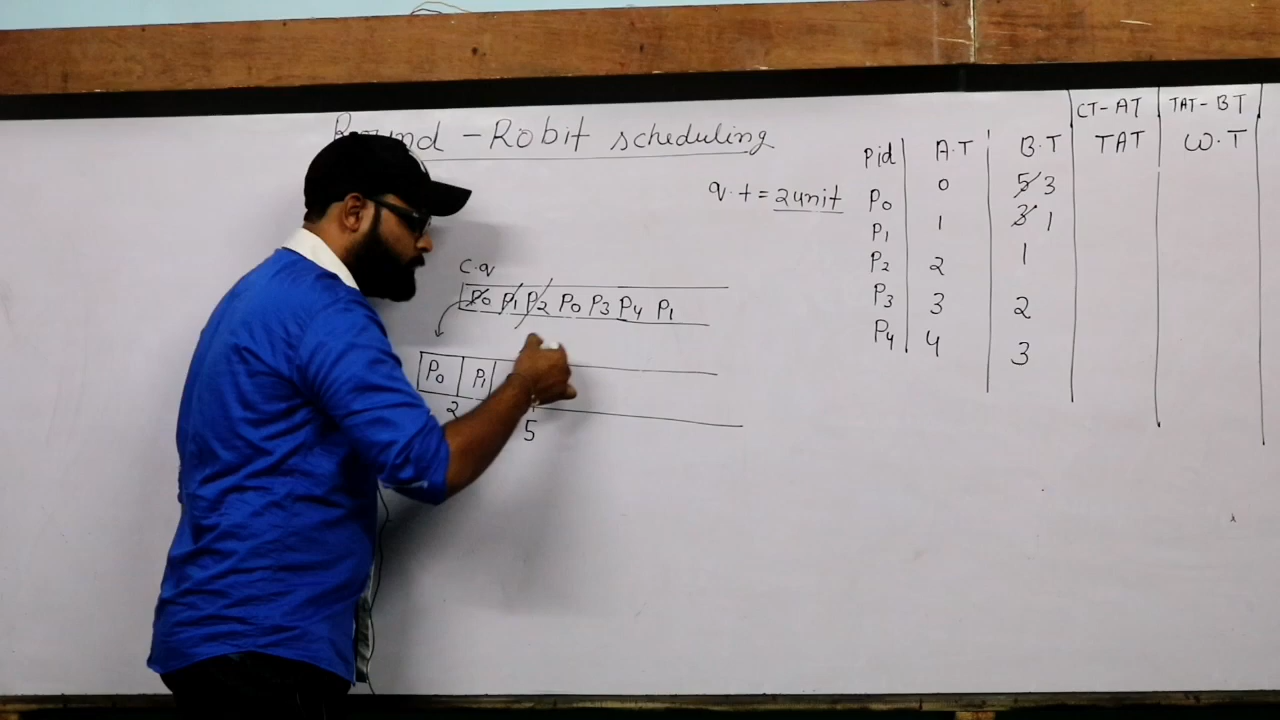 Round - Robit scheduling
q.t = 2unit
C.q
P0 P1 P2 P0 P3 P4 P1
P0 P1
2 5
CT-AT TAT-BT
Pid A.T B.T TAT W.T
P0 0 5 3
P1 1 3 1
P2 2 1
P3 3 2
P4 4 3